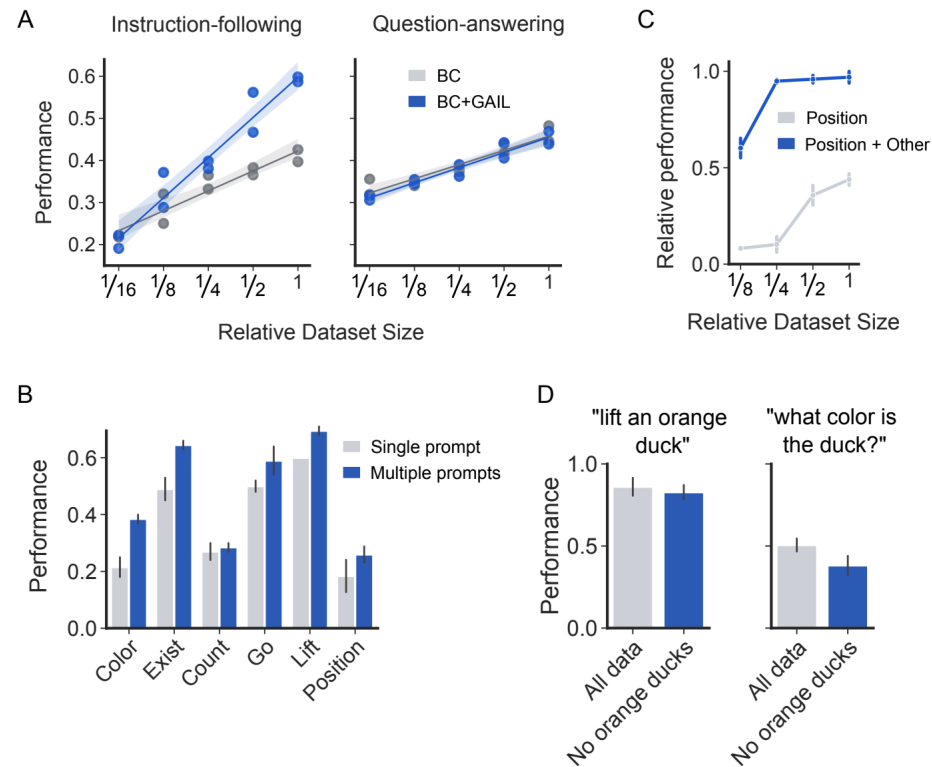 A
Instruction-following
Question-answering
Performance
0.6
0.4
0.2
BC
BC+GAIL
1/16
1/8
1/4
1/2
1
1/16
1/8
1/4
1/2
1
Relative Dataset Size
C
Relative performance
1.0
0.5
0.0
Position
Position + Other
1/8
1/4
1/2
1
Relative Dataset Size
B
Performance
0.6
0.4
0.2
0.0
Single prompt
Multiple prompts
Color
Exist
Count
Go
Lift
Position
D
"lift an orange
duck"
"what color is
the duck?"
Performance
1.0
0.5
0.0
All data
No orange ducks
All data
No orange ducks